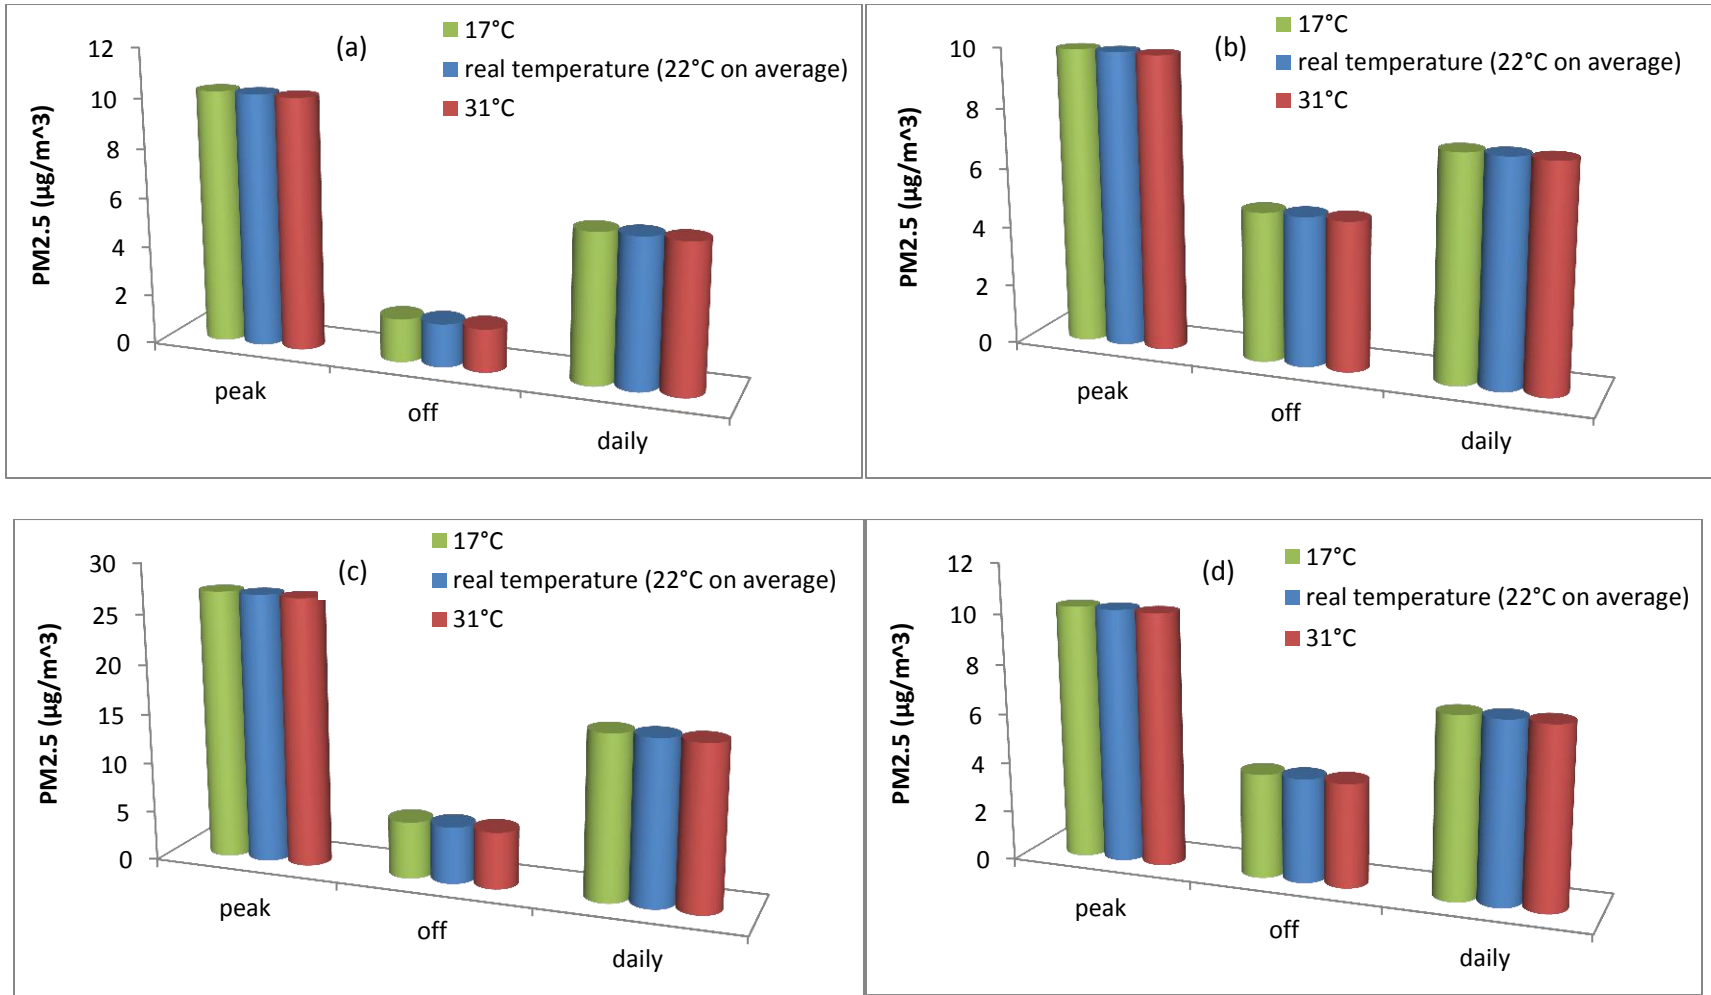 (a)
17°C
real temperature (22°C on average)
31°C
PM2.5 (µg/m^3)
12
10
8
6
4
2
0
peak
off
daily
(b)
17°C
real temperature (22°C on average)
31°C
PM2.5 (µg/m^3)
10
8
6
4
2
0
peak
off
daily
(c)
17°C
real temperature (22°C on average)
31°C
PM2.5 (µg/m^3)
30
25
20
15
10
5
0
peak
off
daily
(d)
17°C
real temperature (22°C on average)
31°C
PM2.5 (µg/m^3)
12
10
8
6
4
2
0
peak
off
daily